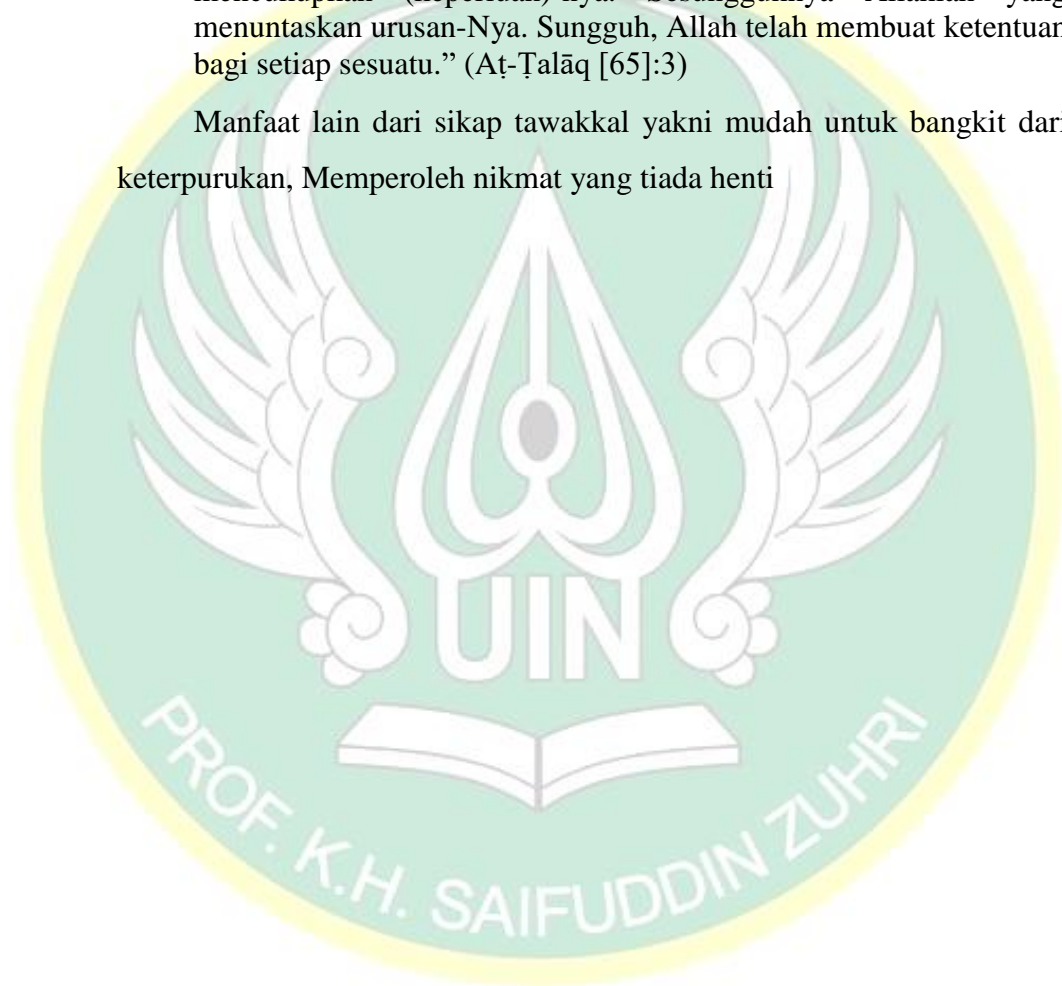 mencukupkan (keperluan)-nya. Sesungguhnya Allahlah yang
menuntaskan urusan-Nya. Sungguh, Allah telah membuat ketentuan
bagi setiap sesuatu.” (Aṭ-Ṭalāq [65]:3)
Manfaat lain dari sikap tawakkal yakni mudah untuk bangkit dari
keterpurukan, Memperoleh nikmat yang tiada henti
UIN
PROF. K.H. SAIFUDDIN ZUHRI